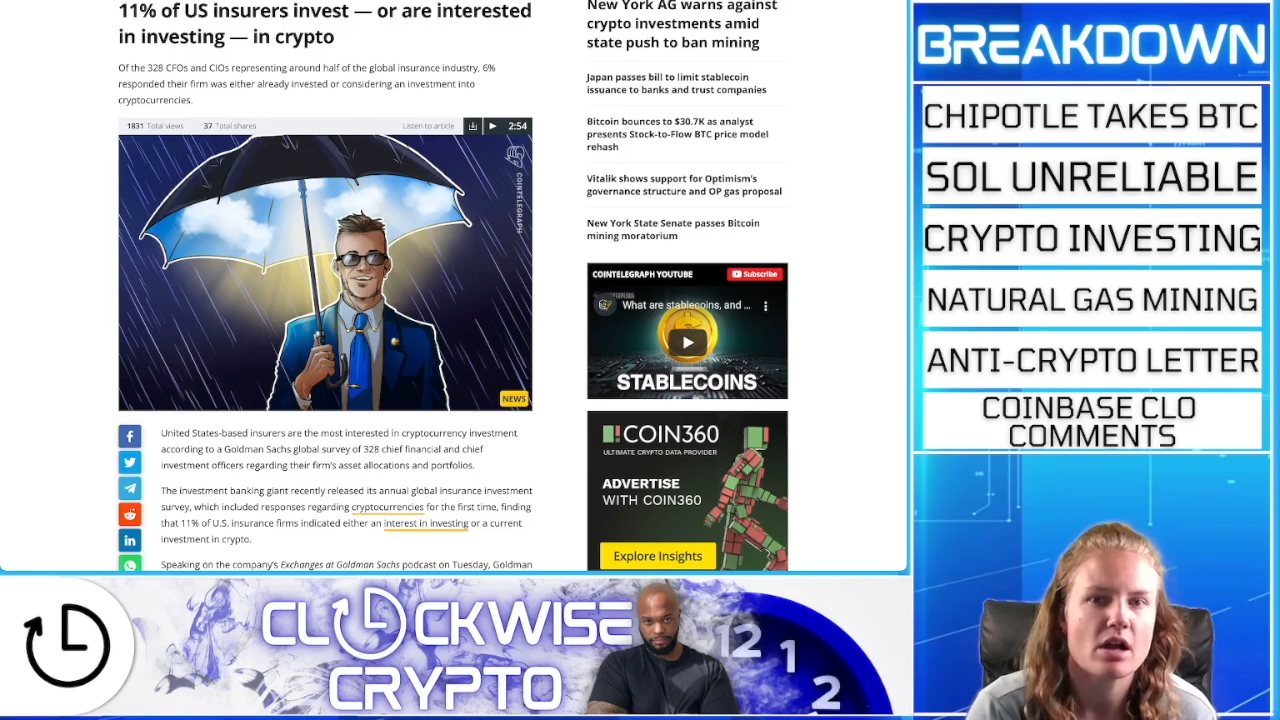 11% of US insurers invest — or are interested
in investing — in crypto
Of the 328 CFOs and CIOs representing around half of the global insurance industry, 6%
responded their firm was either already invested or considering an investment into
cryptocurrencies.
1831 Total views 37 Total shares Listen to article 2:54
COINTELEGRAPH
NEWS
United States-based insurers are the most interested in cryptocurrency investment
according to a Goldman Sachs global survey of 328 chief financial and chief
investment officers regarding their firm's asset allocations and portfolios.
The investment banking giant recently released its annual global insurance investment
survey, which included responses regarding cryptocurrencies for the first time, finding
that 11% of U.S. insurance firms indicated either an interest in investing or a current
investment in crypto.
Speaking on the company's Exchanges at Goldman Sachs podcast on Tuesday, Goldman
New York AG warns against
crypto investments amid
state push to ban mining
Japan passes bill to limit stablecoin
issuance to banks and trust companies
Bitcoin bounces to $30.7K as analyst
presents Stock-to-Flow BTC price model
rehash
Vitalik shows support for Optimism's
governance structure and OP gas proposal
New York State Senate passes Bitcoin
mining moratorium
COINTELEGRAPH YOUTUBE Subscribe
What are stablecoins, and ...
STABLECOINS
COIN360
ULTIMATE CRYPTO DATA PROVIDER
ADVERTISE
WITH COIN360
Explore Insights
BREAKDOWN
CHIPOTLE TAKES BTC
SOL UNRELIABLE
CRYPTO INVESTING
NATURAL GAS MINING
ANTI-CRYPTO LETTER
COINBASE CLO
COMMENTS
CLOCKWISE
CRYPTO
12
1
2